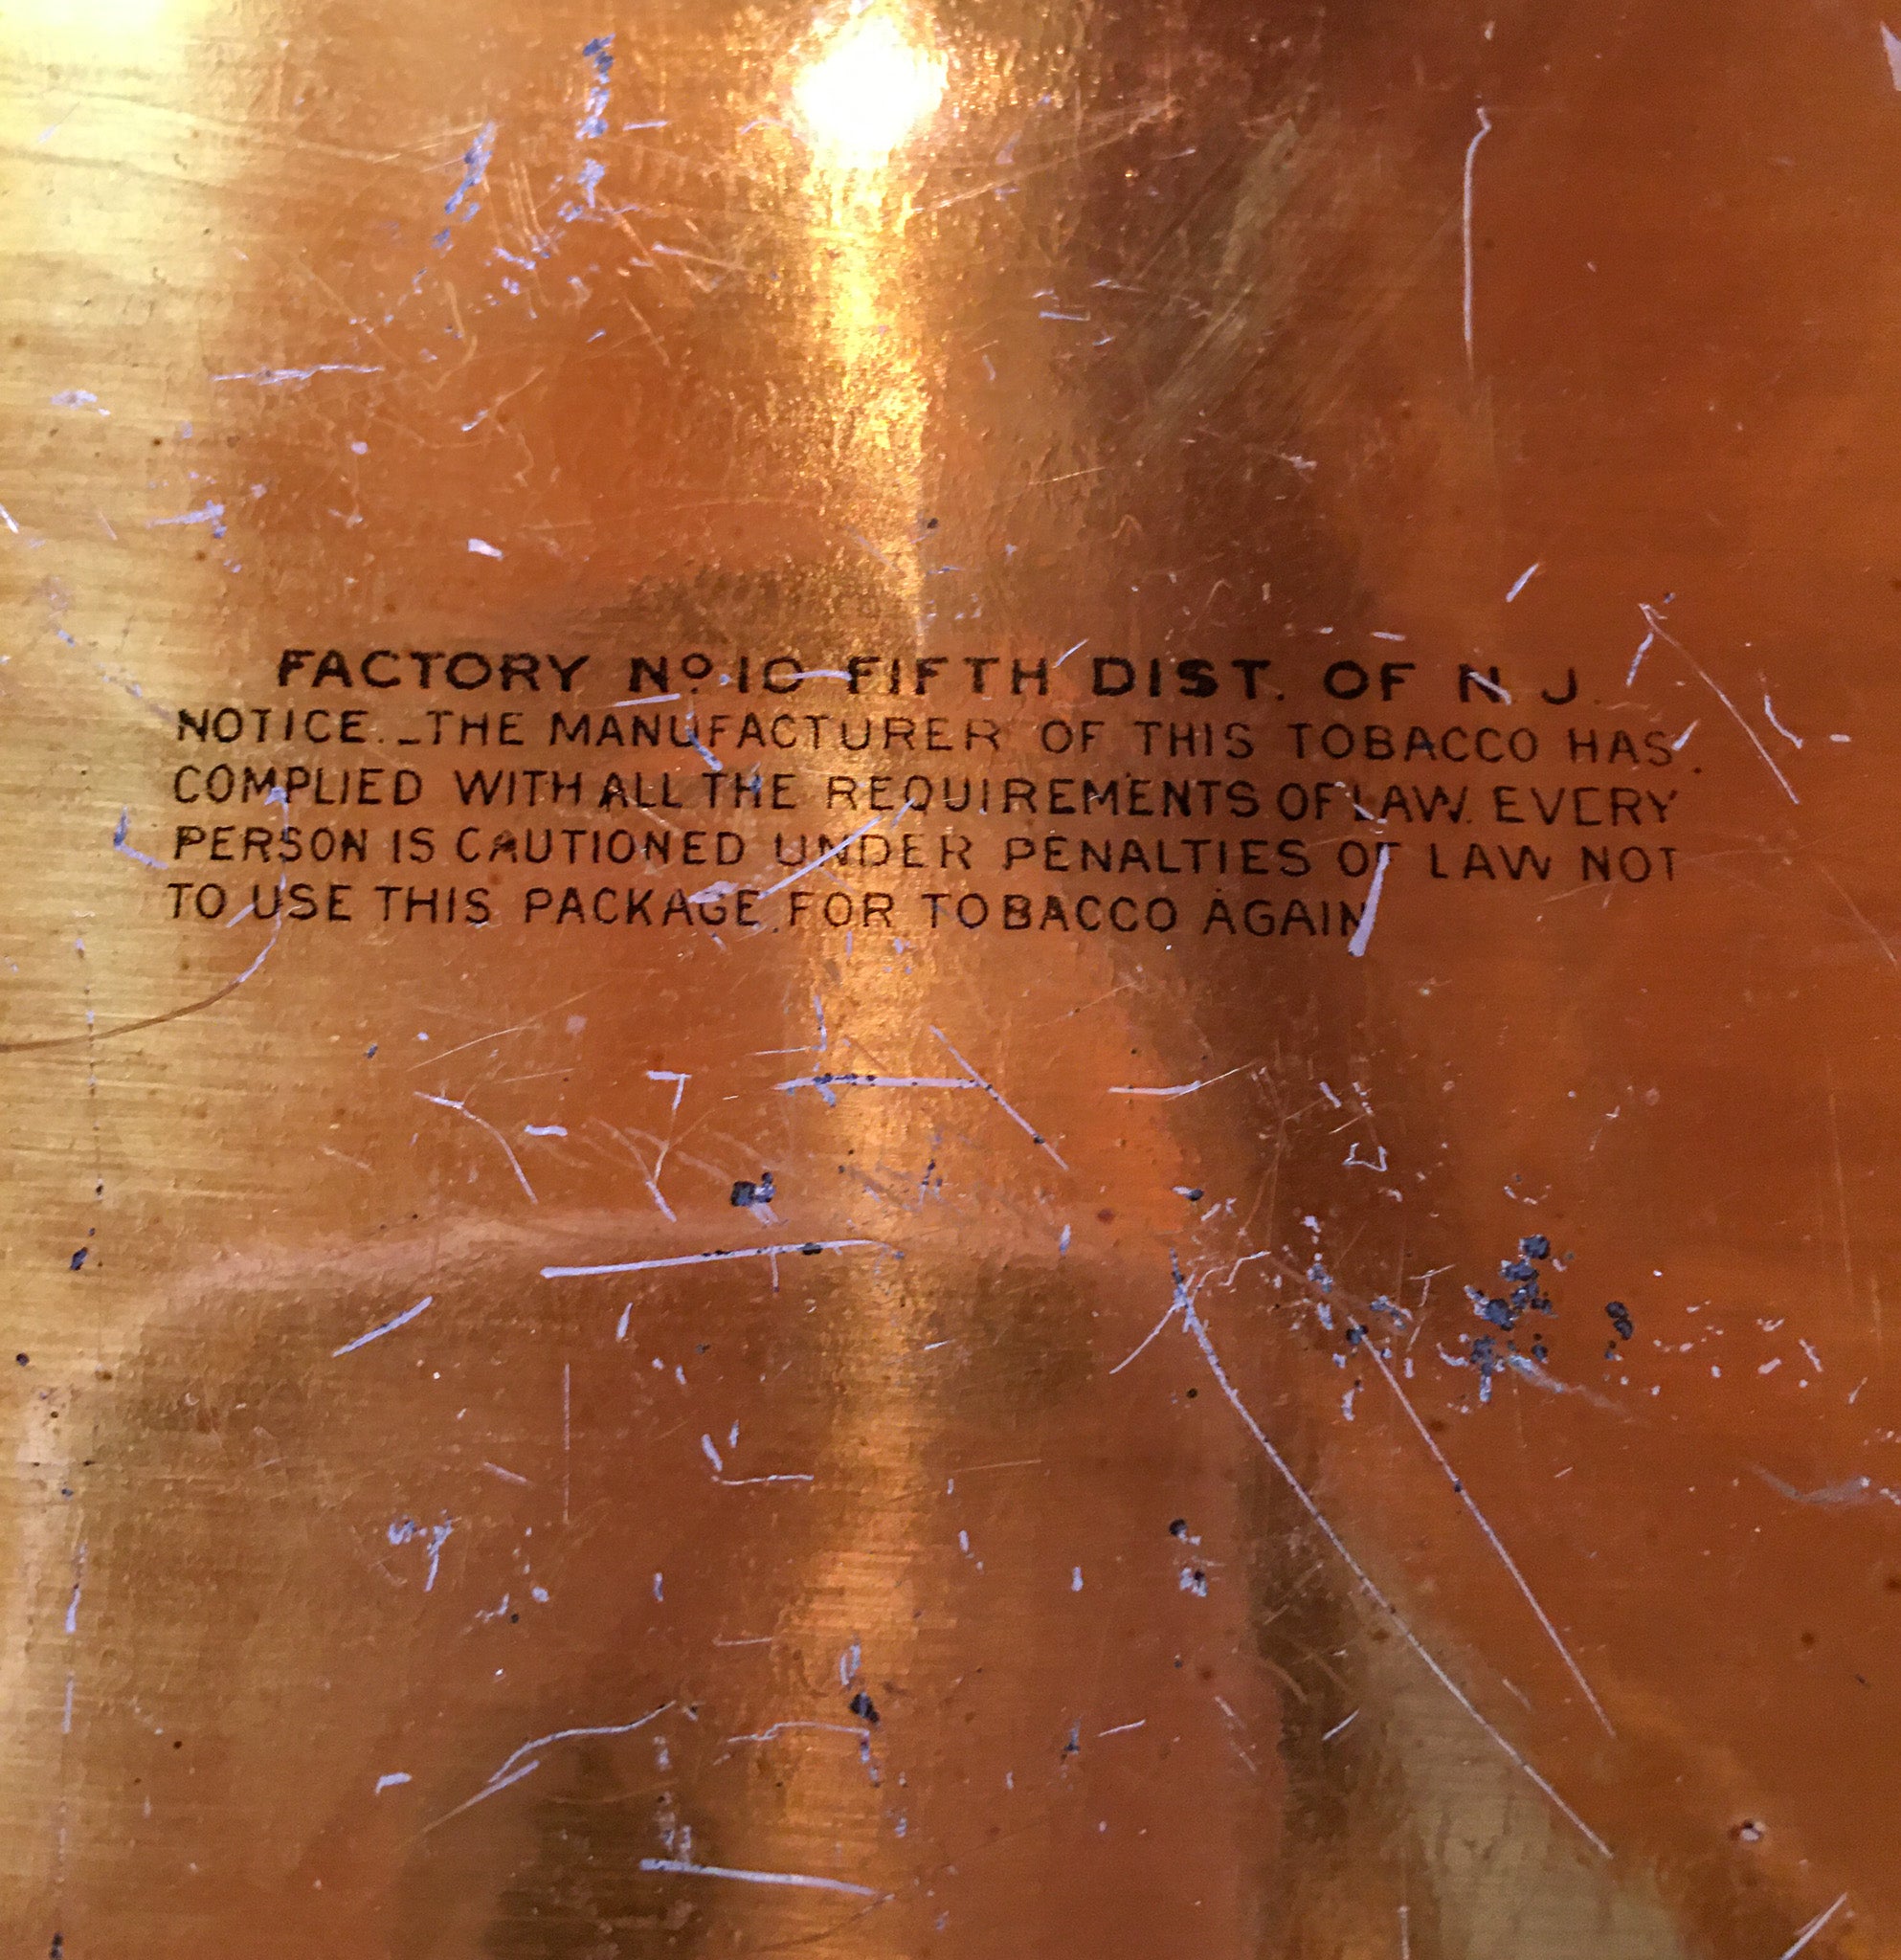 FACTORY Nº 10 FIFTH DIST. OF N. J.
NOTICE._THE MANUFACTURER OF THIS TOBACCO HAS
COMPLIED WITH ALL THE REQUIREMENTS OF LAW. EVERY
PERSON IS CAUTIONED UNDER PENALTIES OF LAW NOT
TO USE THIS PACKAGE FOR TOBACCO AGAIN